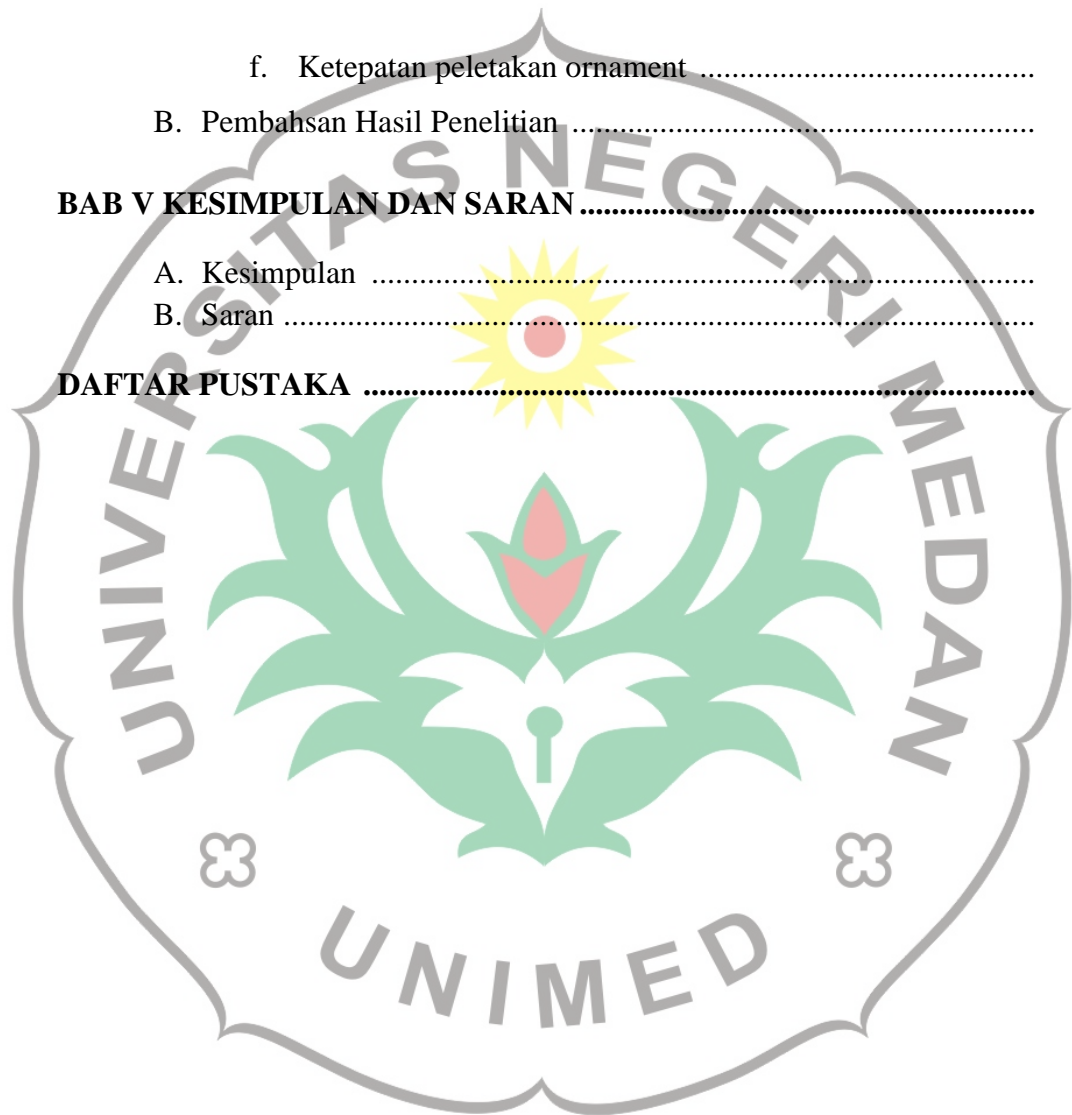 f. Ketepatan peletakan ornament ..........................................
B. Pembahsan Hasil Penelitian ..........................................................
BAB V KESIMPULAN DAN SARAN .........................................................
A. Kesimpulan ...................................................................................
B. Saran ..............................................................................................
DAFTAR PUSTAKA ....................................................................................
UNIVERSITAS NEGERI MEDAN
UNIMED